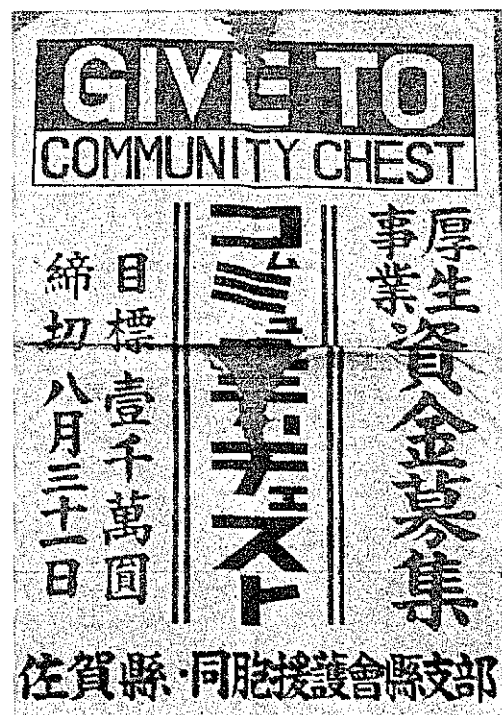 GIVE TO
COMMUNITY CHEST
厚生事業資金募集
コムミュ・チェスト
目標壹千萬圓
締切八月三十一日
佐賀縣・同胞援護會縣支部